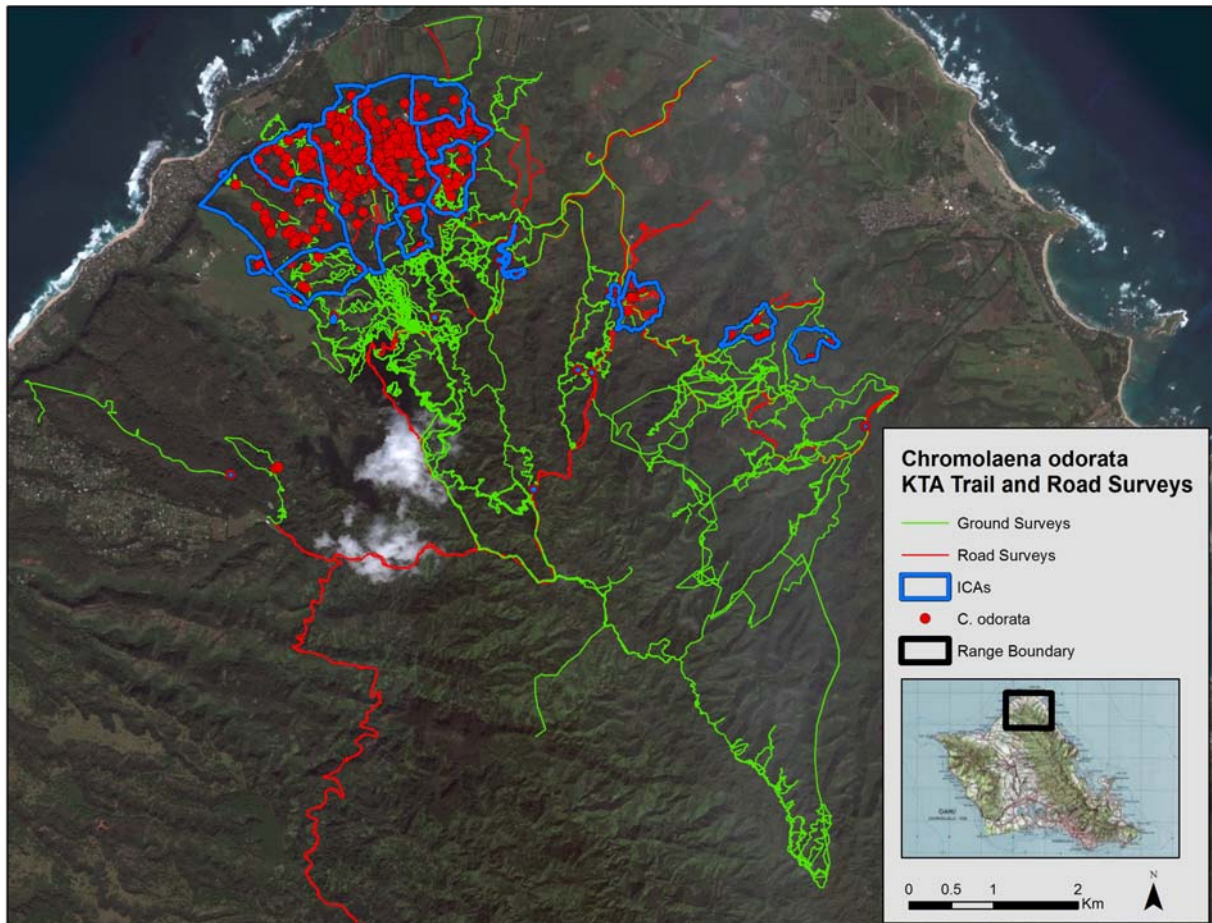 Chromolaena odorata
KTA Trail and Road Surveys
Ground Surveys
Road Surveys
ICAs
C. odorata
Range Boundary
OAHU
N
0 0.5 1 2
Km